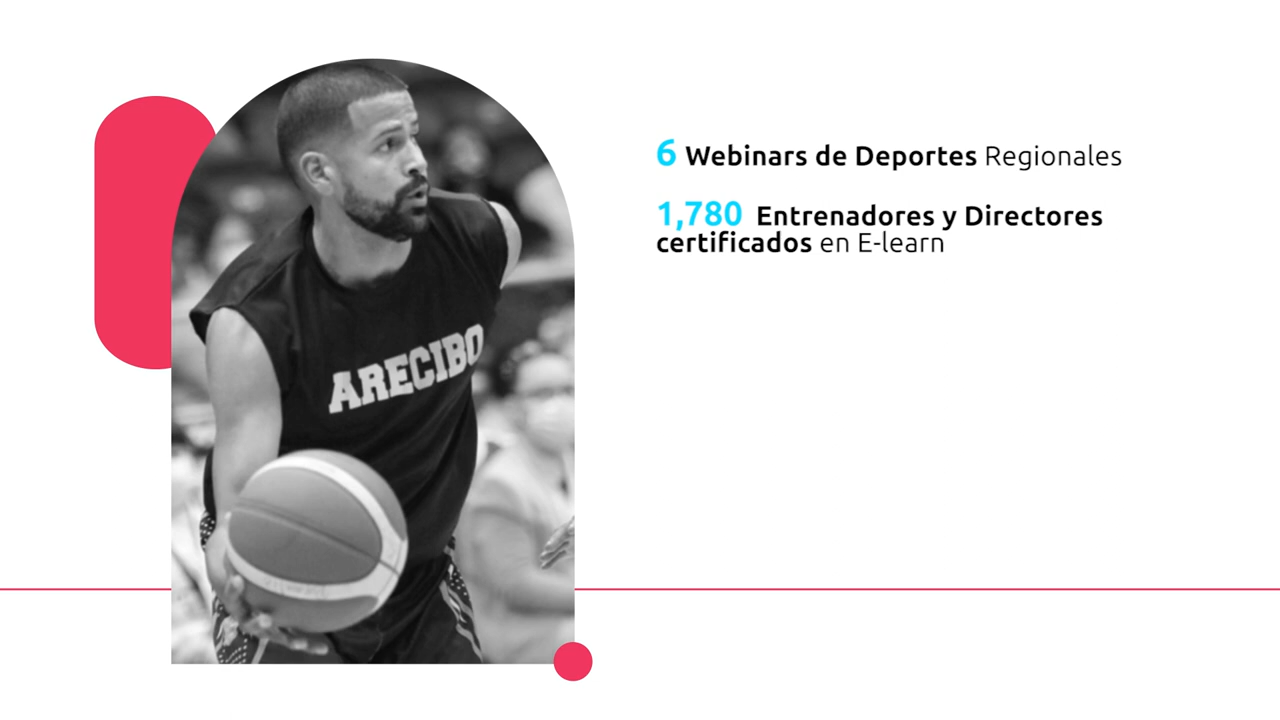 6 Webinars de Deportes Regionales
1,780 Entrenadores y Directores
certificados en E-learn
ARECIBO